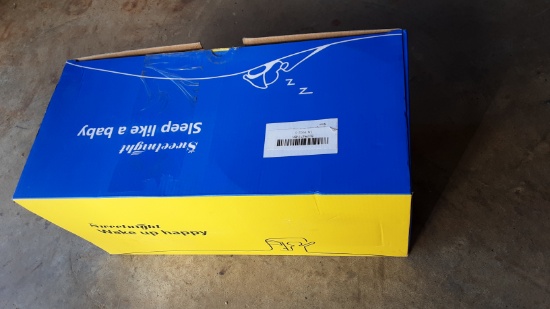 Sweetnight
Sleep like a baby
z z
Sweetnight
Wake up happy